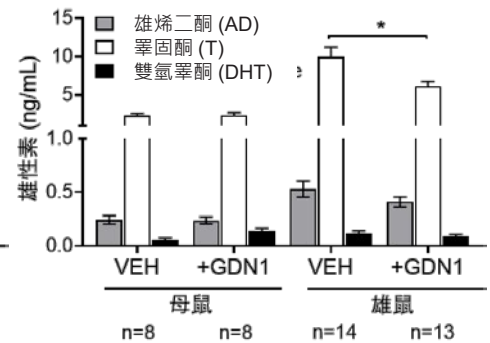 雄性素 (ng/mL)
15
10
5
1.0
0.5
0.0
雄烯二酮 (AD)
睪固酮 (T)
雙氫睪酮 (DHT)
*
VEH +GDN1 VEH +GDN1
母鼠 雄鼠
n=8 n=8 n=14 n=13